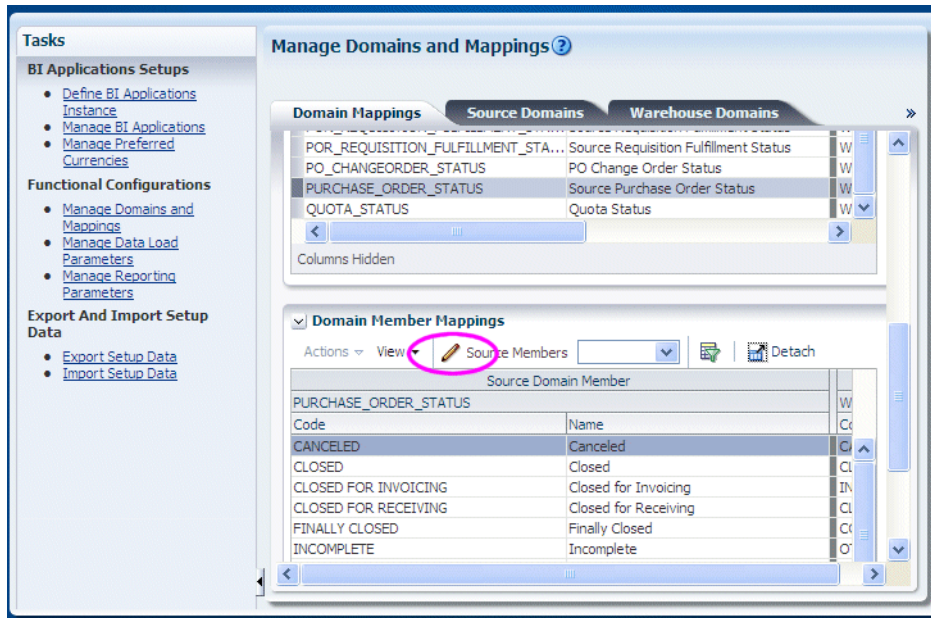 Tasks
BI Applications Setups
Define BI Applications
Instance
Manage BI Applications
Manage Preferred
Currencies
Functional Configurations
Manage Domains and
Mappings
Manage Data Load
Parameters
Manage Reporting
Parameters
Export And Import Setup
Data
Export Setup Data
Import Setup Data
Manage Domains and Mappings
Domain Mappings Source Domains Warehouse Domains »
POR_REQUISITION_FULFILLMENT_STA... Source Requisition Fulfillment Status W
PO_CHANGEORDER_STATUS PO Change Order Status W
PURCHASE_ORDER_STATUS Source Purchase Order Status W
QUOTA_STATUS Quota Status W
Columns Hidden
Domain Member Mappings
Actions View Source Members Detach
Source Domain Member
PURCHASE_ORDER_STATUS W
Code Name
CANCELED Canceled
CLOSED Closed CL
CLOSED FOR INVOICING Closed for Invoicing IN
CLOSED FOR RECEIVING Closed for Receiving CL
FINALLY CLOSED Finally Closed
INCOMPLETE Incomplete